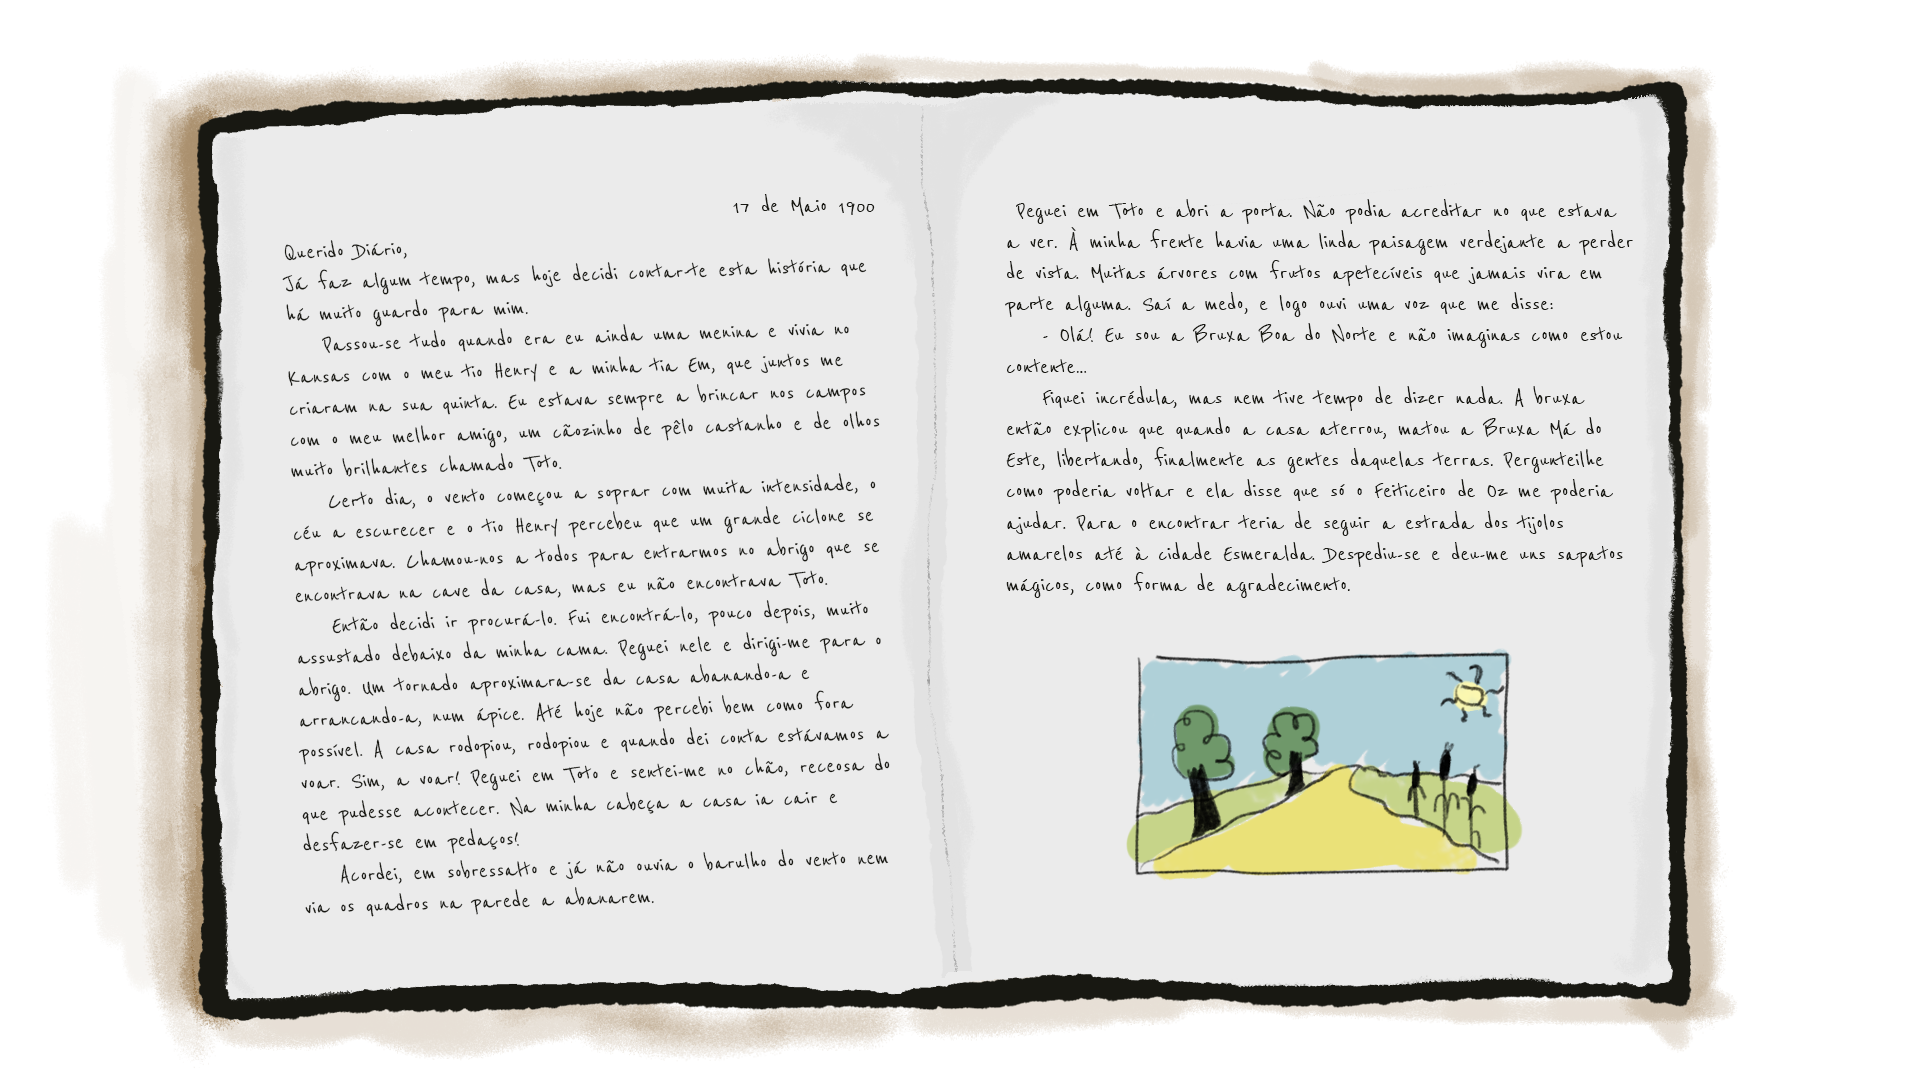 17 de Maio 1900
Querido Diário,
Já faz algum tempo, mas hoje decidi contar-te esta história que
há muito guardo para mim.
Passou-se tudo quando era eu ainda uma menina e vivia no
Kansas com o meu tio Henry e a minha tia Em, que juntos me
criaram na sua quinta. Eu estava sempre a brincar nos campos
com o meu melhor amigo, um cãozinho de pêlo castanho e de olhos
muito brilhantes chamado Toto.
Certo dia, o vento começou a soprar com muita intensidade, o
céu a escurecer e o tio Henry percebeu que um grande ciclone se
aproximava. Chamou-nos a todos para entrarmos no abrigo que se
encontrava na cave da casa, mas eu não encontrava Toto.
Então decidi ir procurá-lo. Fui encontrá-lo, pouco depois, muito
assustado debaixo da minha cama. Peguei nele e dirigi-me para o
abrigo. Um tornado aproximara-se da casa abanando-a e
arrancando-a, num ápice. Até hoje não percebi bem como fora
possível. A casa rodopiou, rodopiou e quando dei conta estávamos a
voar. Sim, a voar! Peguei em Toto e sentei-me no chão, receosa do
que pudesse acontecer. Na minha cabeça a casa ia cair e
desfazer-se em pedaços!
Acordei, em sobressalto e já não ouvia o barulho do vento nem
via os quadros na parede a abanarem.
Peguei em Toto e abri a porta. Não podia acreditar no que estava
a ver. À minha frente havia uma linda paisagem verdejante a perder
de vista. Muitas árvores com frutos apetecíveis que jamais vira em
parte alguma. Saí a medo, e logo ouvi uma voz que me disse:
- Olá! Eu sou a Bruxa Boa do Norte e não imaginas como estou
contente...
Fiquei incrédula, mas nem tive tempo de dizer nada. A bruxa
então explicou que quando a casa aterrou, matou a Bruxa Má do
Este, libertando, finalmente as gentes daquelas terras. Pergunteilhe
como poderia voltar e ela disse que só o Feiticeiro de Oz me poderia
ajudar. Para o encontrar teria de seguir a estrada dos tijolos
amarelos até à cidade Esmeralda. Despediu-se e deu-me uns sapatos
mágicos, como forma de agradecimento.